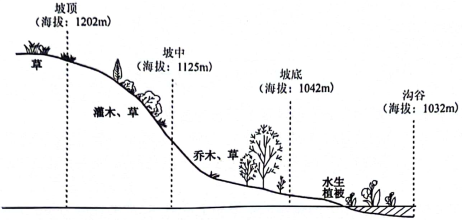 坡顶
(海拔：1202m)
坡中
(海拔：1125m)
坡底
(海拔：1042m)
沟谷
(海拔：1032m)
草
灌木、草
乔木、草
水生
植被